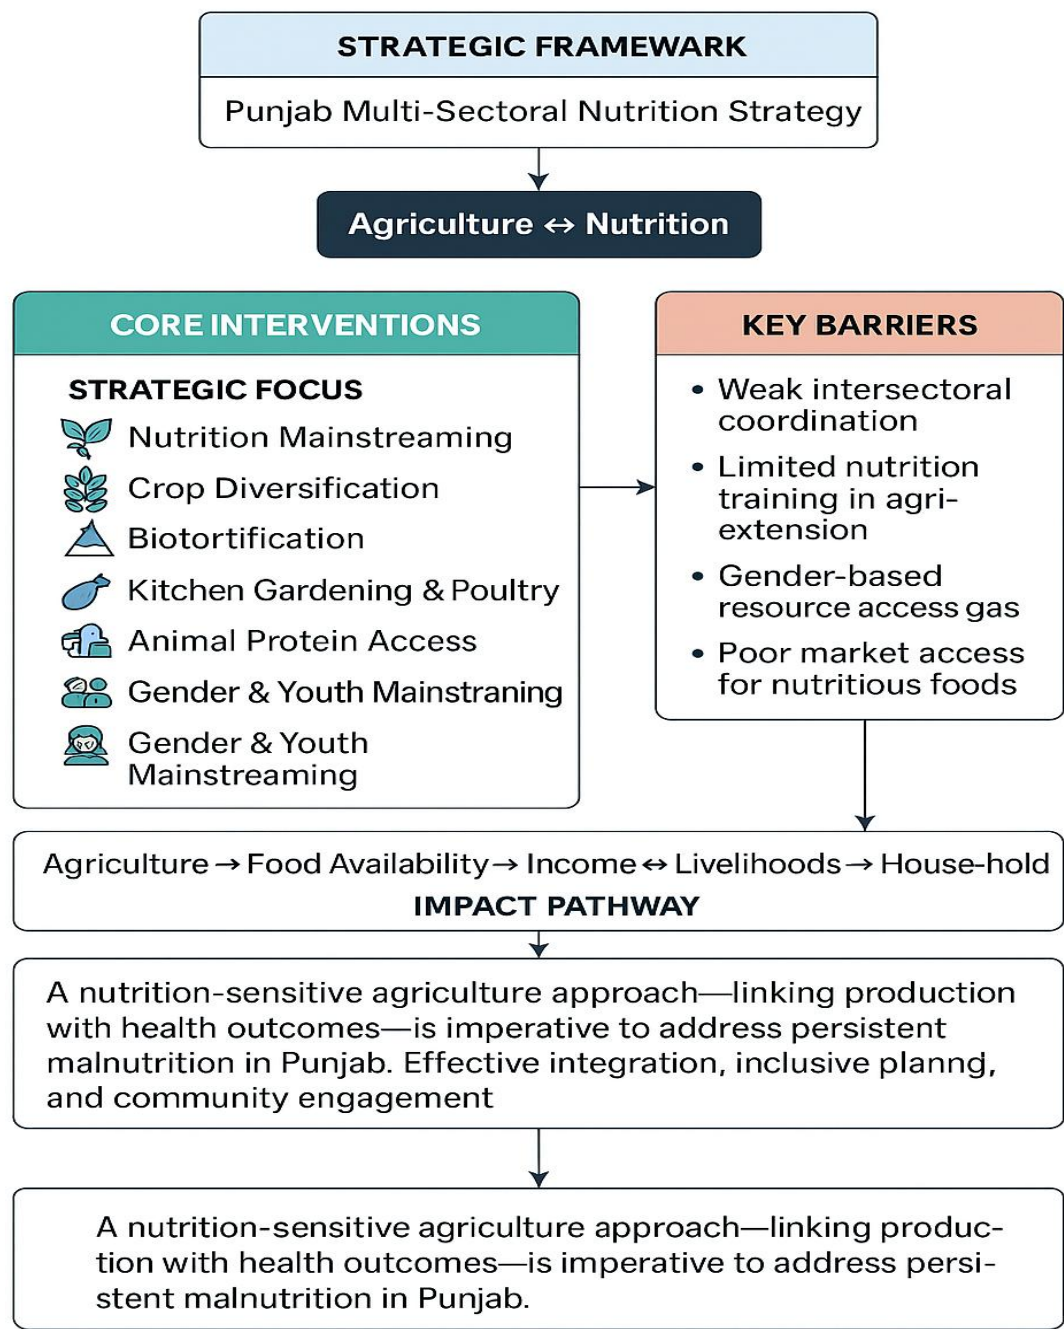 STRATEGIC FRAMEWARK
Punjab Multi-Sectoral Nutrition Strategy
Agriculture ↔ Nutrition
CORE INTERVENTIONS
STRATEGIC FOCUS
Nutrition Mainstreaming
Crop Diversification
Biotortification
Kitchen Gardening & Poultry
Animal Protein Access
Gender & Youth Mainstraning
Gender & Youth
Mainstreaming
KEY BARRIERS
• Weak intersectoral
coordination
• Limited nutrition
training in agri-
extension
• Gender-based
resource access gas
• Poor market access
for nutritious foods
Agriculture → Food Availability → Income ↔ Livelihoods → House-hold
IMPACT PATHWAY
A nutrition-sensitive agriculture approach—linking production
with health outcomes—is imperative to address persistent
malnutrition in Punjab. Effective integration, inclusive planng,
and community engagement
A nutrition-sensitive agriculture approach—linking produc-
tion with health outcomes—is imperative to address persi-
stent malnutrition in Punjab.